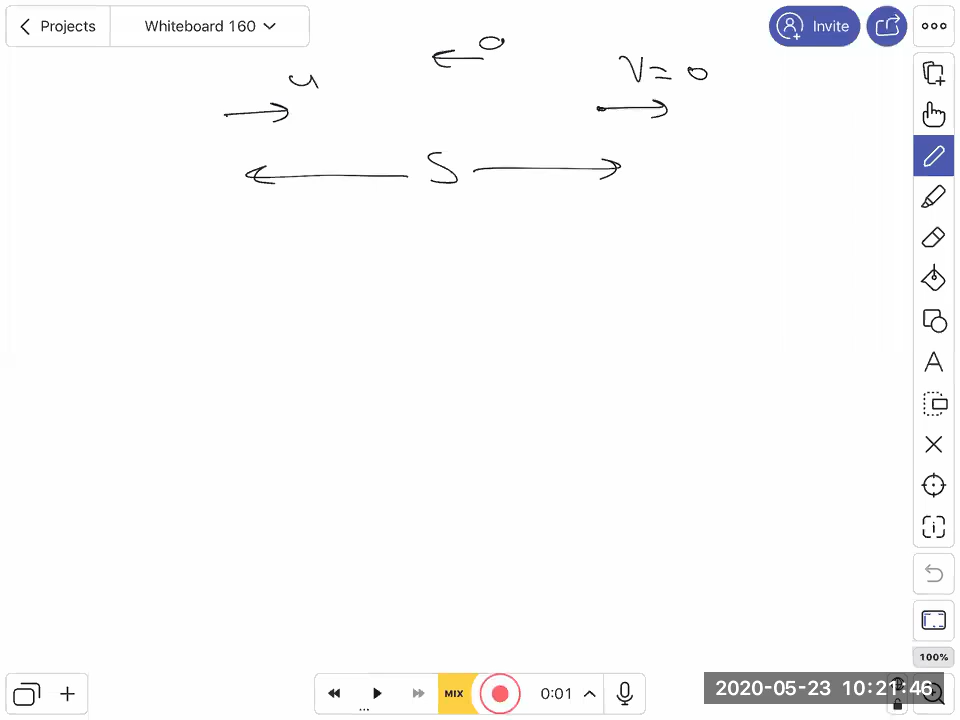 Projects
Whiteboard 160
Invite
u
V = 0
S
A
100%
MIX
0:01
2020-05-23 10:21:46